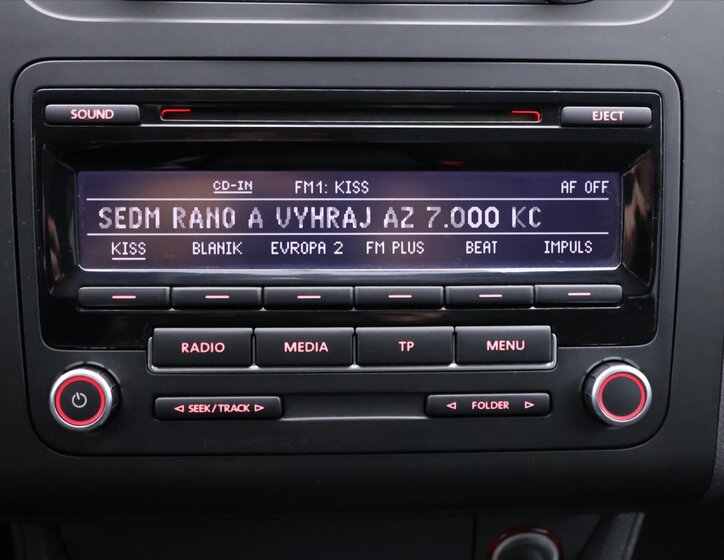 SOUND EJECT
CD-IN FM1: KISS AF OFF
SEDM RANO A VYHRAJ AZ 7.000 KC
KISS BLANIK EVROPA 2 FM PLUS BEAT IMPULS
RADIO MEDIA TP MENU
SEEK/TRACK FOLDER